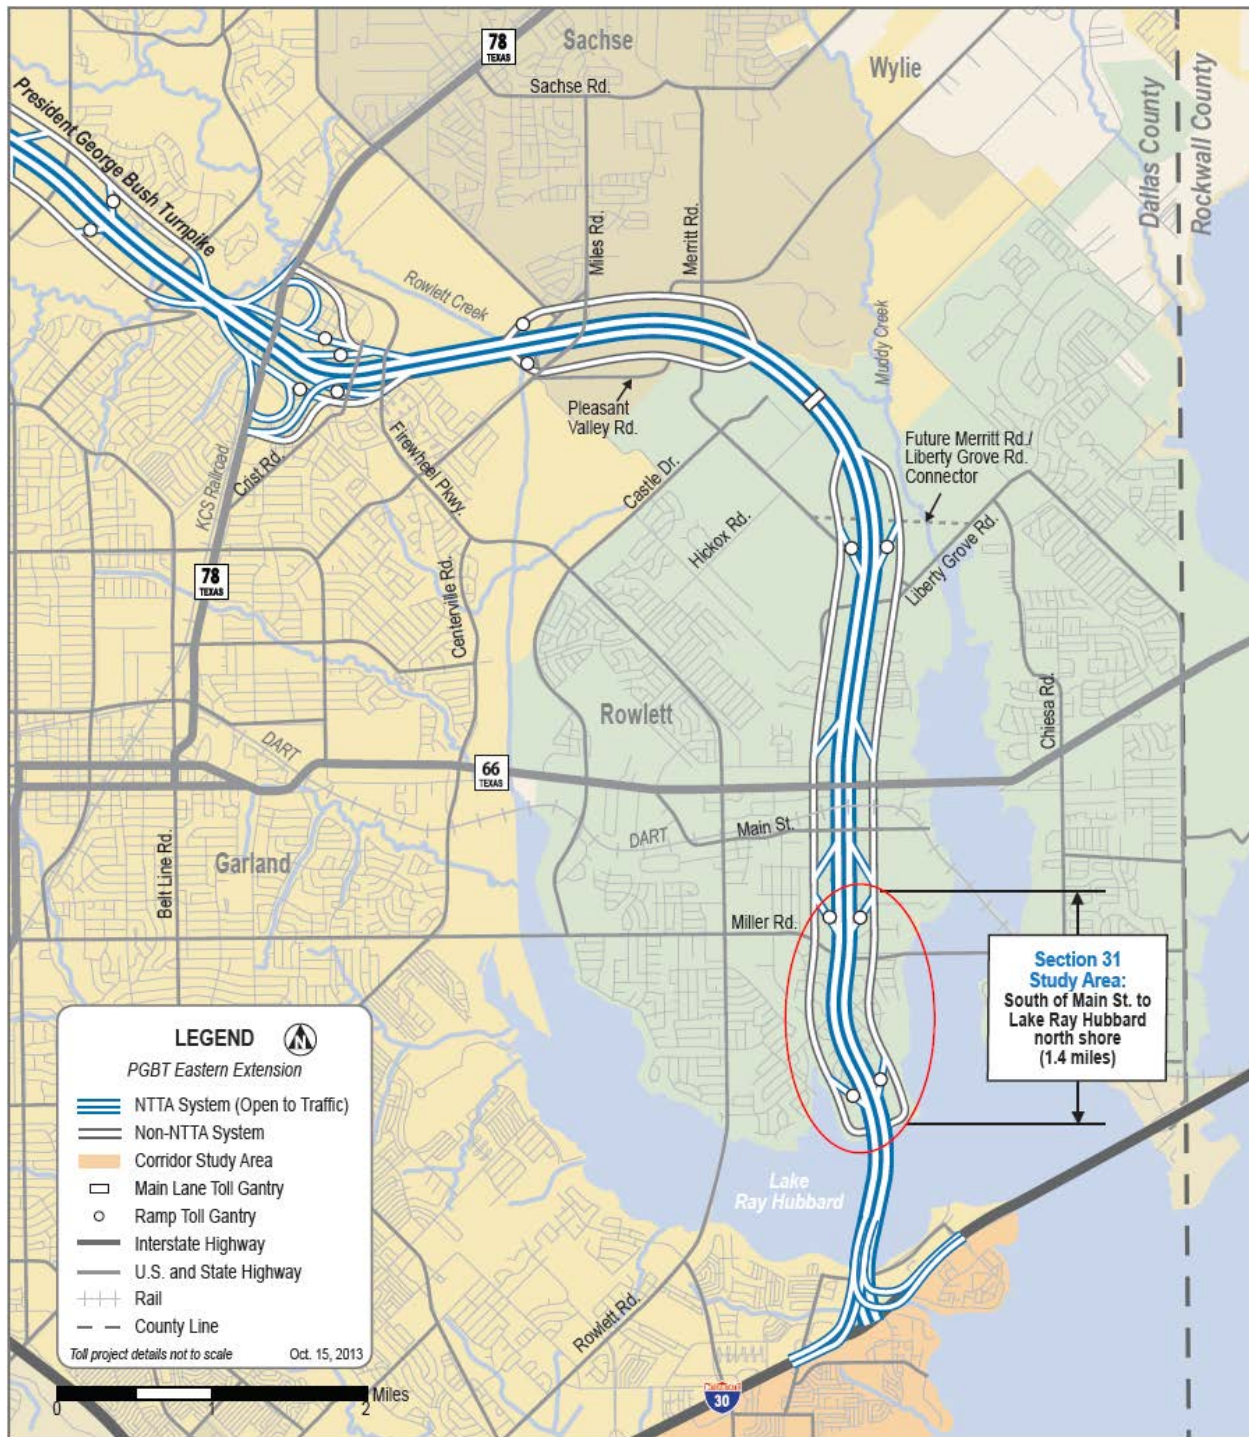 78
TEXAS
Sachse
Sachse Rd.
Wylie
Dallas County
Rockwall County
President George Bush Turnpike
Miles Rd.
Merritt Rd.
Rowlett Creek
Muddy Creek
Pleasant
Valley Rd.
Future Merritt Rd./
Liberty Grove Rd.
Connector
KCS Railroad
Crist Rd.
Firewheel Pkwy.
Castle Dr.
Hickox Rd.
Liberty Grove Rd.
78
TEXAS
Centerville Rd.
Rowlett
Chiesa Rd.
DART
66
TEXAS
Garland
Belt Line Rd.
DART
Main St.
Miller Rd.
Section 31
Study Area:
South of Main St. to
Lake Ray Hubbard
north shore
(1.4 miles)
Lake
Ray Hubbard
Rowlett Rd.
30
LEGEND
N
PGBT Eastern Extension
NTTA System (Open to Traffic)
Non-NTTA System
Corridor Study Area
Main Lane Toll Gantry
Ramp Toll Gantry
Interstate Highway
U.S. and State Highway
Rail
County Line
Toll project details not to scale
Oct. 15, 2013
Miles
0 1 2